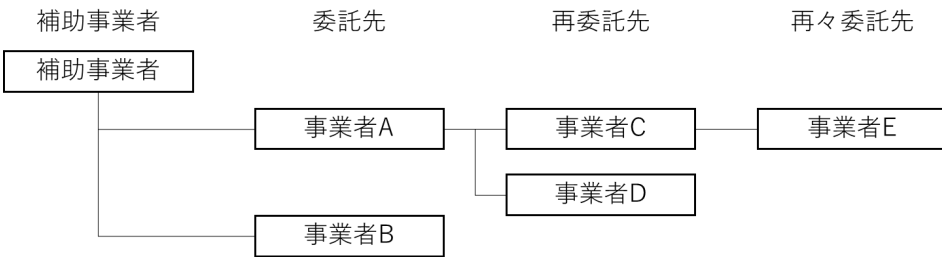 補助事業者 委託先 再委託先 再々委託先
補助事業者
事業者A 事業者C 事業者E
事業者D
事業者B